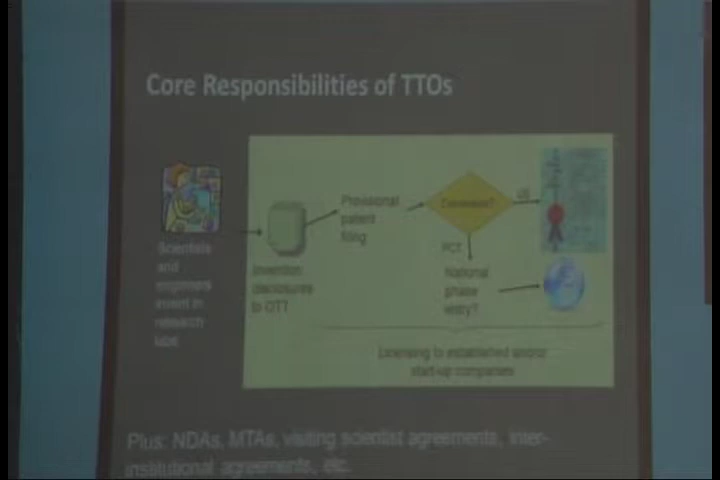 Core Responsibilities of TTOs
Scientists
and
engineers
invent in
research
labs
Invention
disclosures
to OTT
Provisional
patent
filing
Conversion?
US
PCT
National
phase
entry?
Licensing to established and/or
start-up companies
Plus: NDAs, MTAs, visiting scientist agreements, inter-
institutional agreements, etc.